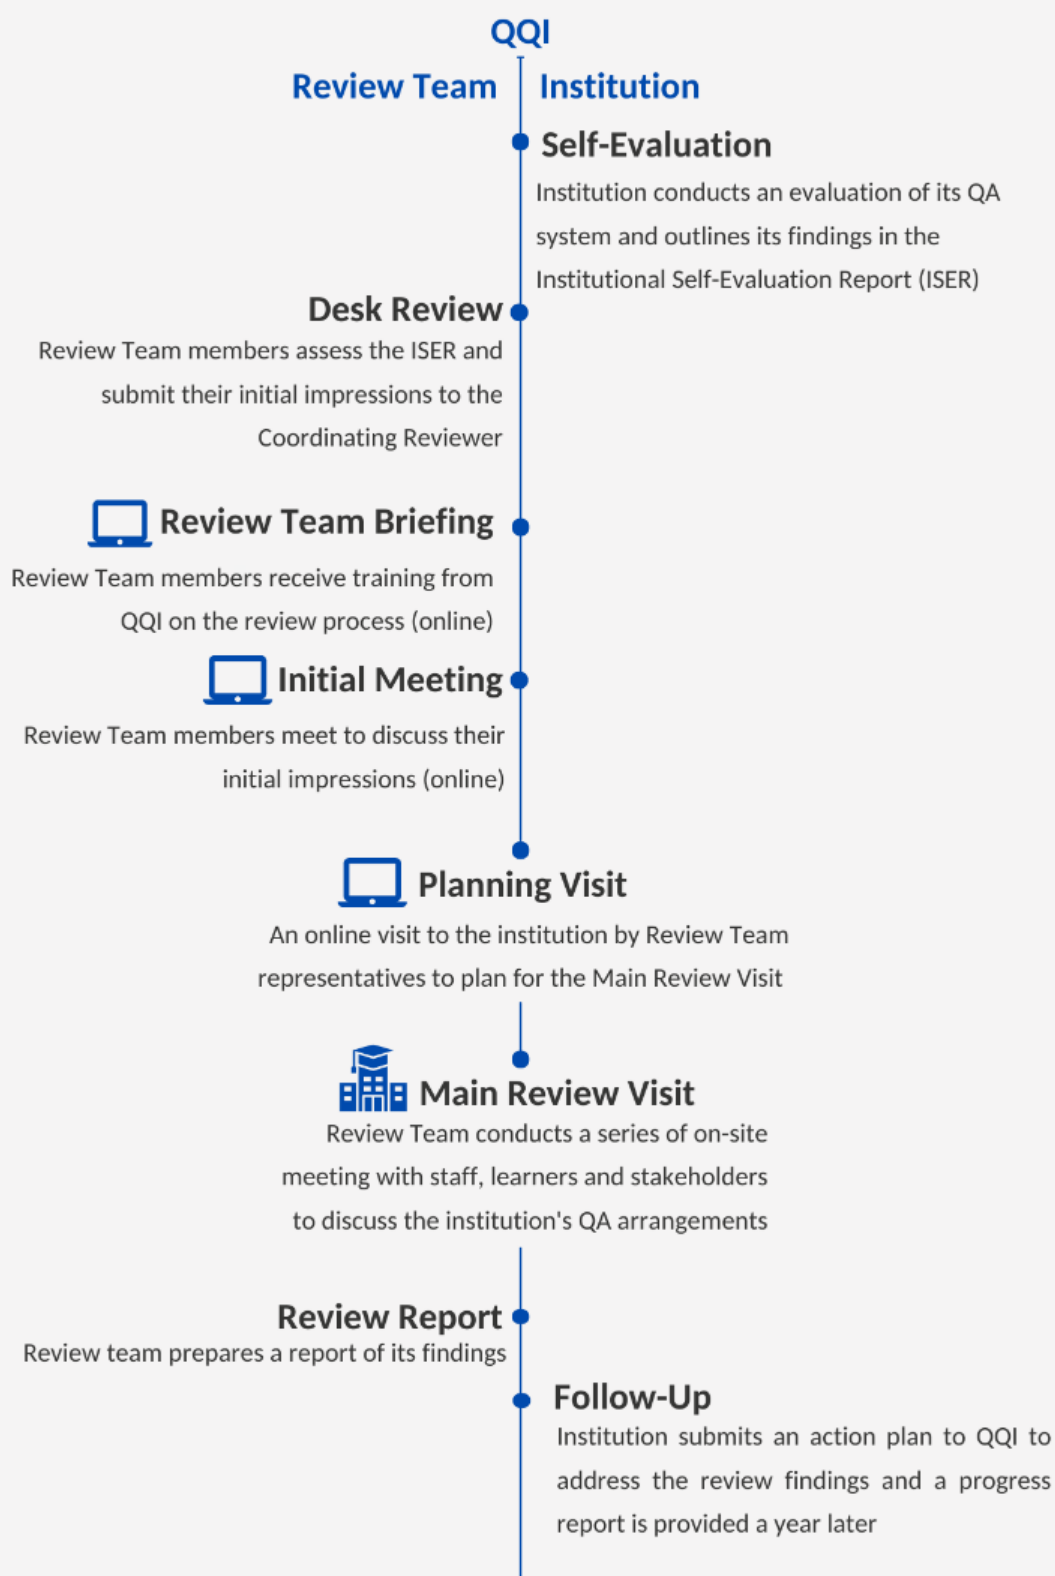 QQI
Review Team
Institution
Self-Evaluation
Institution conducts an evaluation of its QA
system and outlines its findings in the
Institutional Self-Evaluation Report (ISER)
Desk Review
Review Team members assess the ISER and
submit their initial impressions to the
Coordinating Reviewer
Review Team Briefing
Review Team members receive training from
QQI on the review process (online)
Initial Meeting
Review Team members meet to discuss their
initial impressions (online)
Planning Visit
An online visit to the institution by Review Team
representatives to plan for the Main Review Visit
Main Review Visit
Review Team conducts a series of on-site
meeting with staff, learners and stakeholders
to discuss the institution's QA arrangements
Review Report
Review team prepares a report of its findings
Follow-Up
Institution submits an action plan to QQI to
address the review findings and a progress
report is provided a year later